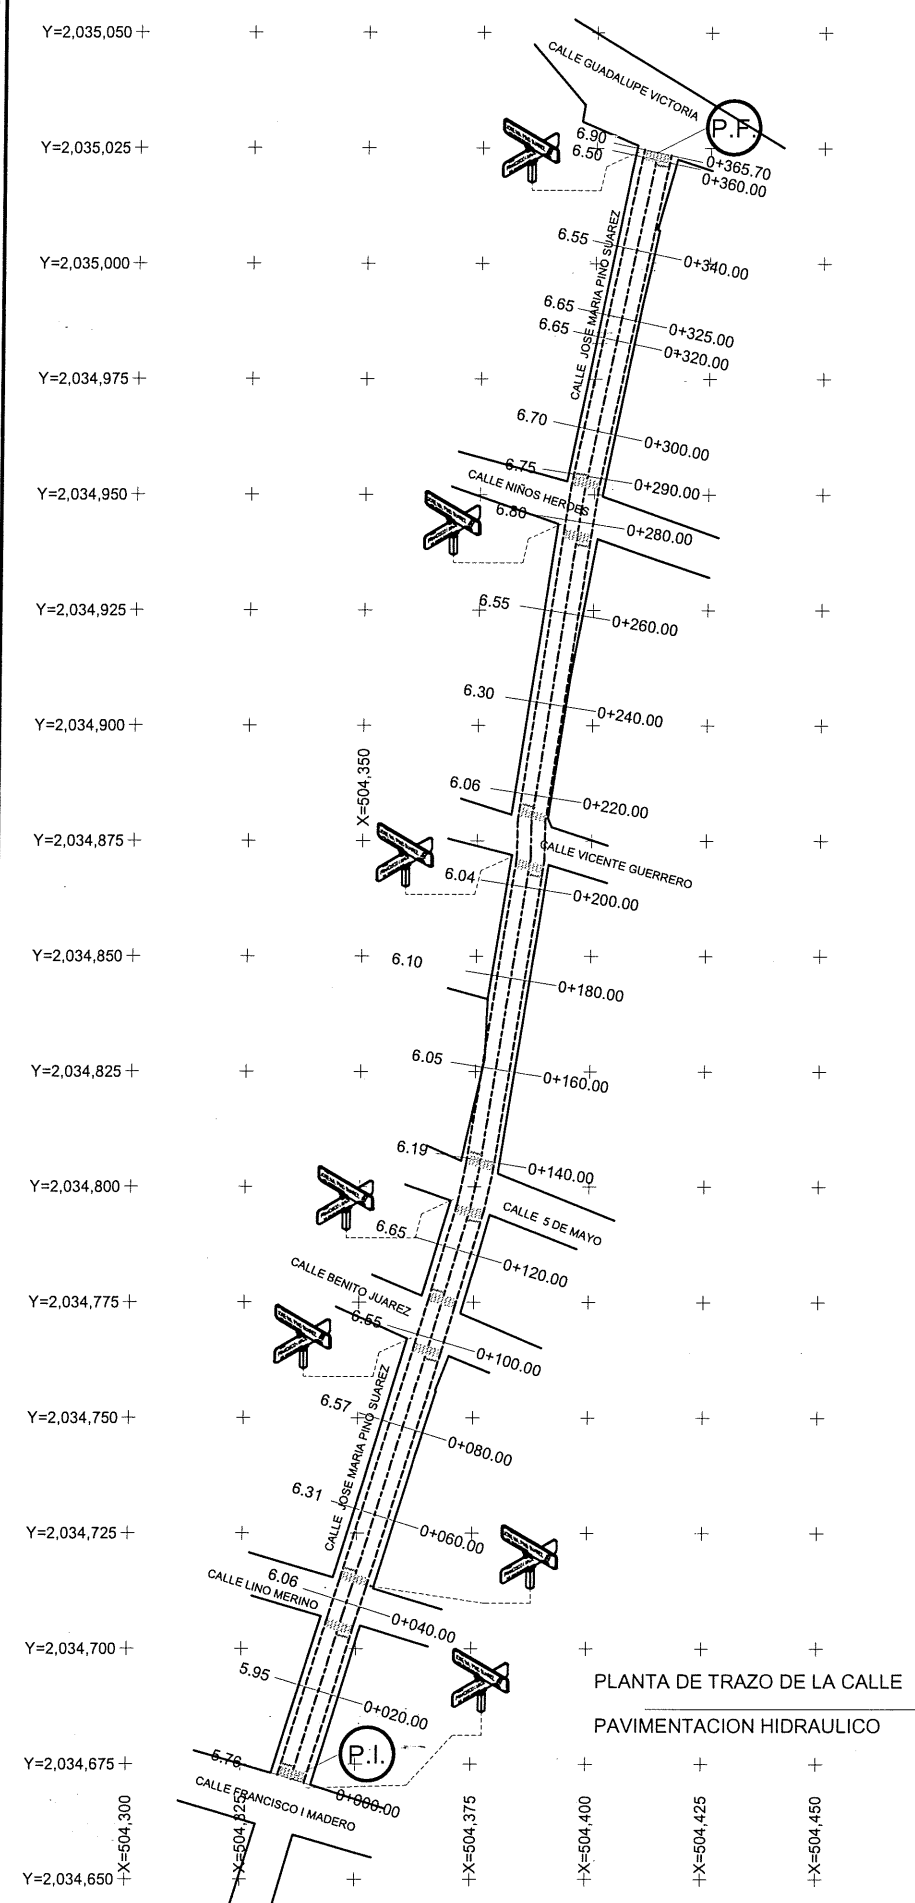 Y=2,035,050
CALLE GUADALUPE VICTORIA
P.F.
Y=2,035,025
6.90
6.50
0+365.70
0+360.00
CALLE JOSE MARIA PINO SUAREZ
Y=2,035,000
6.55
0+340.00
6.65
0+325.00
6.65
0+320.00
Y=2,034,975
6.70
0+300.00
6.75
0+290.00
CALLE NIÑOS HEROES
Y=2,034,950
6.80
0+280.00
Y=2,034,925
6.55
0+260.00
6.30
0+240.00
Y=2,034,900
X=504,350
6.06
0+220.00
Y=2,034,875
CALLE VICENTE GUERRERO
6.04
0+200.00
Y=2,034,850
6.10
0+180.00
Y=2,034,825
6.05
0+160.00
6.19
0+140.00
Y=2,034,800
CALLE 5 DE MAYO
6.65
0+120.00
CALLE BENITO JUAREZ
Y=2,034,775
6.55
0+100.00
CALLE JOSE MARIA PINO SUAREZ
6.57
Y=2,034,750
0+080.00
6.31
0+060.00
Y=2,034,725
6.06
CALLE LINO MERINO
0+040.00
Y=2,034,700
5.95
0+020.00
PLANTA DE TRAZO DE LA CALLE
PAVIMENTACION HIDRAULICO
P.I.
5.76
Y=2,034,675
0+000.00
CALLE FRANCISCO I MADERO
X=504,300
X=504,325
X=504,375
X=504,400
X=504,425
X=504,450
Y=2,034,650